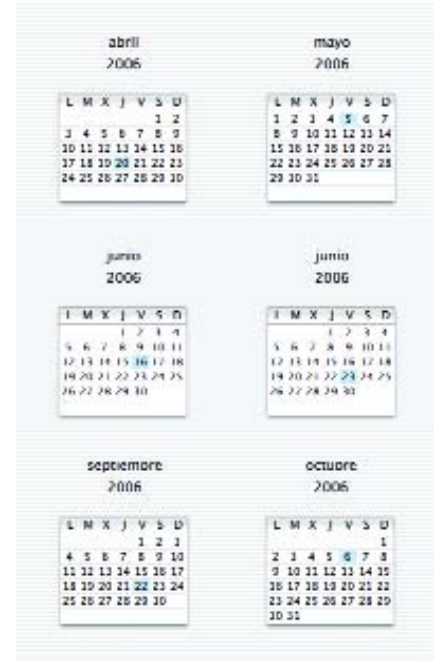 abril
2006
L M X J V S D
1 2
3 4 5 6 7 8 9
10 11 12 13 14 15 16
17 18 19 20 21 22 23
24 25 26 27 28 29 30
mayo
2006
L M X J V S D
1 2 3 4 5 6 7
8 9 10 11 12 13 14
15 16 17 18 19 20 21
22 23 24 25 26 27 28
29 30 31
junio
2006
L M X J V S D
1 2 3 4
5 6 7 8 9 10 11
12 13 14 15 16 17 18
19 20 21 22 23 24 25
26 27 28 29 30
junio
2006
L M X J V S D
1 2 3 4
5 6 7 8 9 10 11
12 13 14 15 16 17 18
19 20 21 22 23 24 25
26 27 28 29 30
septiembre
2006
L M X J V S D
1 2 3
4 5 6 7 8 9 10
11 12 13 14 15 16 17
18 19 20 21 22 23 24
25 26 27 28 29 30
octubre
2006
L M X J V S D
1
2 3 4 5 6 7 8
9 10 11 12 13 14 15
16 17 18 19 20 21 22
23 24 25 26 27 28 29
30 31